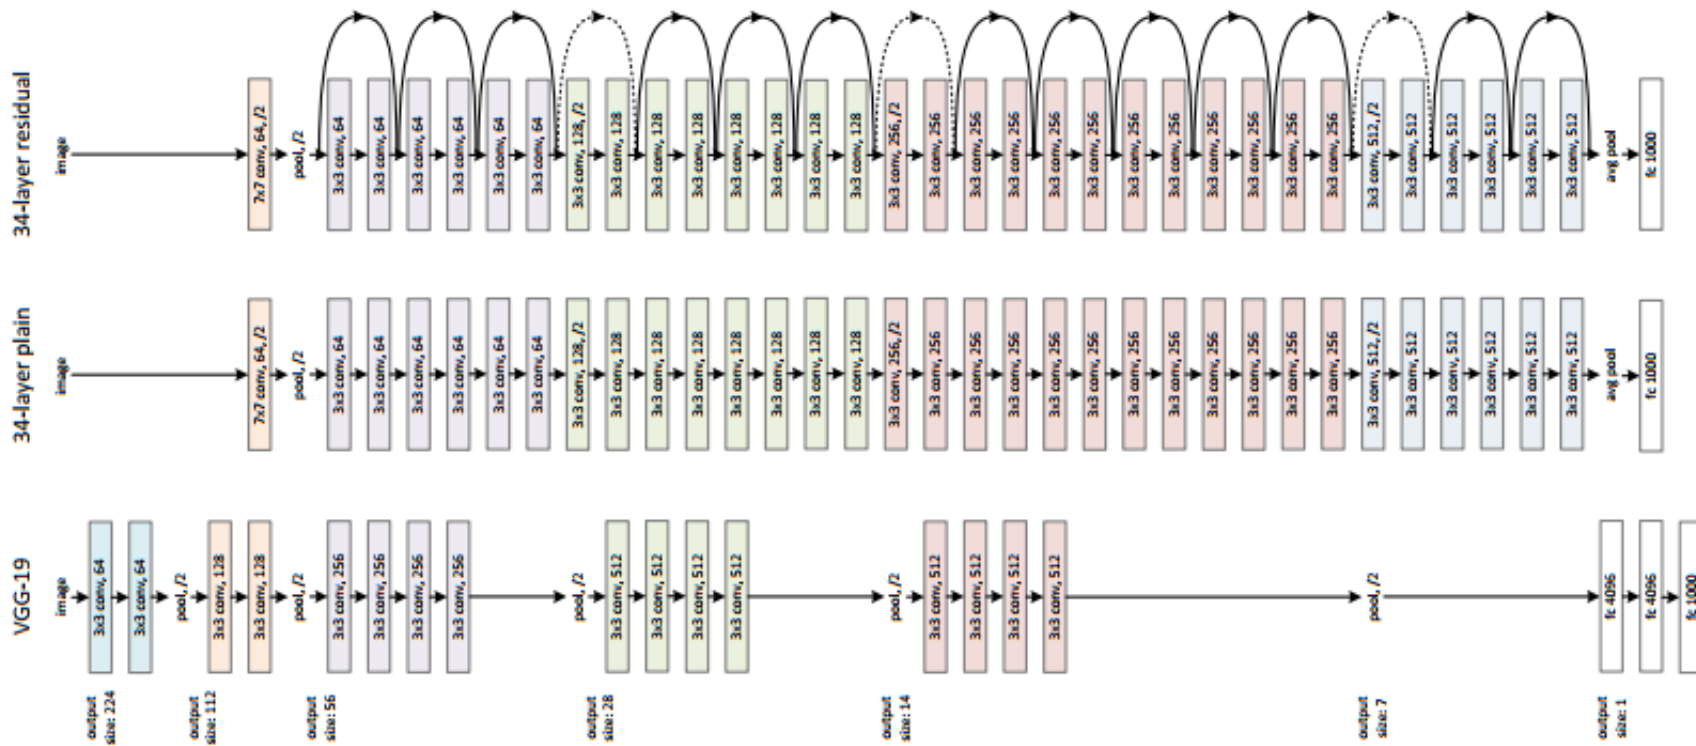 output
size: 224
output
size: 112
output
size: 56
output
size: 28
output
size: 14
output
size: 7
output
size: 1
VGG-19
image
3x3 conv, 64
3x3 conv, 64
pool, /2
3x3 conv, 128
3x3 conv, 128
pool, /2
3x3 conv, 256
3x3 conv, 256
3x3 conv, 256
3x3 conv, 256
pool, /2
3x3 conv, 512
3x3 conv, 512
3x3 conv, 512
3x3 conv, 512
pool, /2
3x3 conv, 512
3x3 conv, 512
3x3 conv, 512
3x3 conv, 512
pool, /2
fc 4096
fc 4096
fc 1000
34-layer plain
image
7x7 conv, 64, /2
pool, /2
3x3 conv, 64
3x3 conv, 64
3x3 conv, 64
3x3 conv, 64
3x3 conv, 64
3x3 conv, 64
3x3 conv, 128, /2
3x3 conv, 128
3x3 conv, 128
3x3 conv, 128
3x3 conv, 128
3x3 conv, 128
3x3 conv, 128
3x3 conv, 128
3x3 conv, 256, /2
3x3 conv, 256
3x3 conv, 256
3x3 conv, 256
3x3 conv, 256
3x3 conv, 256
3x3 conv, 256
3x3 conv, 256
3x3 conv, 256
3x3 conv, 256
3x3 conv, 256
3x3 conv, 256
3x3 conv, 512, /2
3x3 conv, 512
3x3 conv, 512
3x3 conv, 512
3x3 conv, 512
3x3 conv, 512
avg pool
fc 1000
34-layer residual
image
7x7 conv, 64, /2
pool, /2
3x3 conv, 64
3x3 conv, 64
3x3 conv, 64
3x3 conv, 64
3x3 conv, 64
3x3 conv, 64
3x3 conv, 128, /2
3x3 conv, 128
3x3 conv, 128
3x3 conv, 128
3x3 conv, 128
3x3 conv, 128
3x3 conv, 128
3x3 conv, 128
3x3 conv, 256, /2
3x3 conv, 256
3x3 conv, 256
3x3 conv, 256
3x3 conv, 256
3x3 conv, 256
3x3 conv, 256
3x3 conv, 256
3x3 conv, 256
3x3 conv, 256
3x3 conv, 256
3x3 conv, 256
3x3 conv, 512, /2
3x3 conv, 512
3x3 conv, 512
3x3 conv, 512
3x3 conv, 512
3x3 conv, 512
avg pool
fc 1000